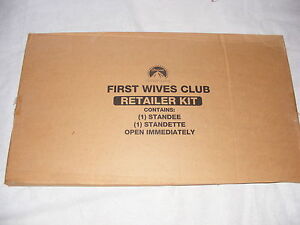 FIRST WIVES CLUB
RETAILER KIT
CONTAINS:
(1) STANDEE
(1) STANDETTE
OPEN IMMEDIATELY